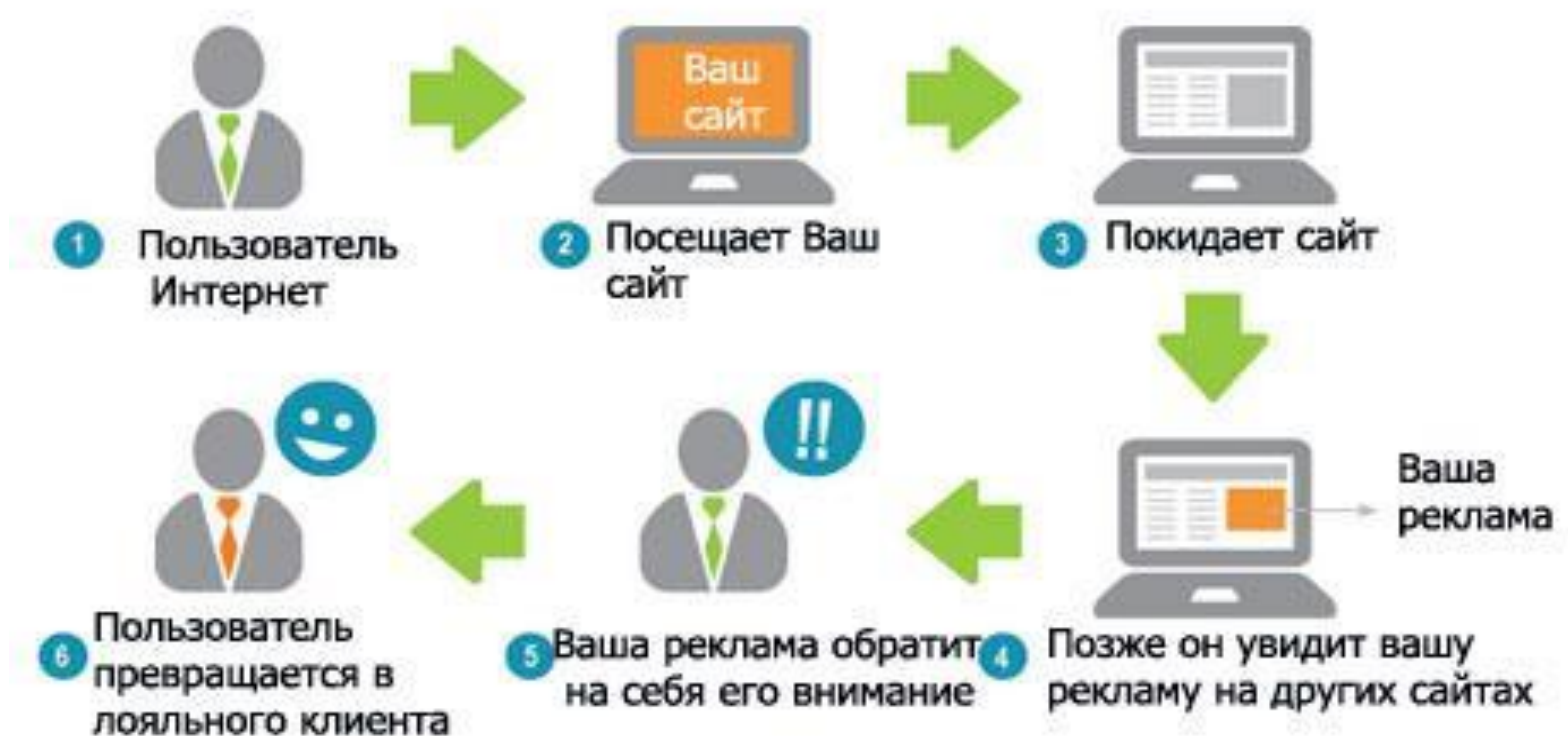 Ваш
сайт
1 Пользователь
Интернет
2 Посещает Ваш
сайт
3 Покидает сайт
!!
Ваша
реклама
4 Позже он увидит вашу
рекламу на других сайтах
5 Ваша реклама обратит
на себя его внимание
6 Пользователь
превращается в
лояльного клиента